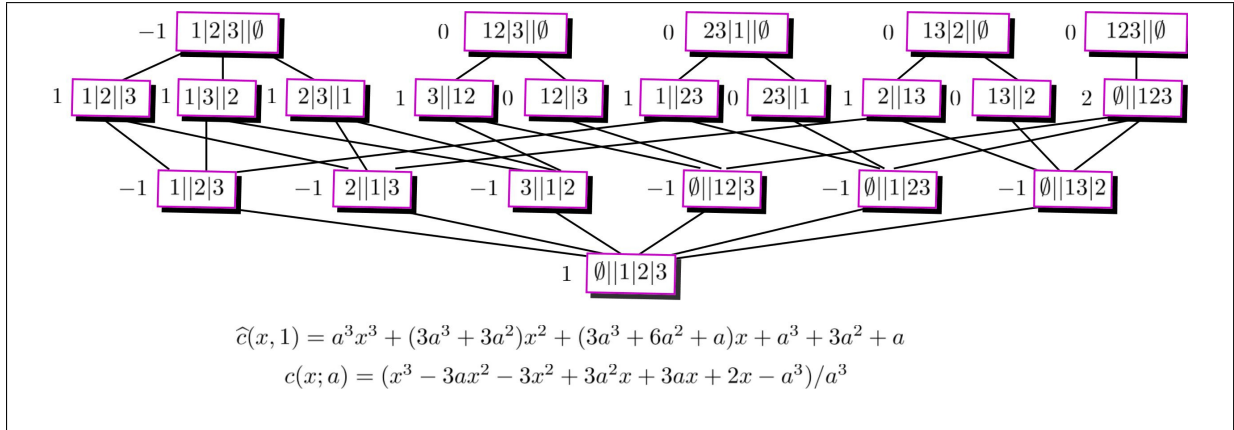 −1 1|2|3||∅ 0 12|3||∅ 0 23|1||∅ 0 13|2||∅ 0 123||∅
1 1|2||3 1 1|3||2 1 2|3||1 1 3||12 0 12||3 1 1||23 0 23||1 1 2||13 0 13||2 2 ∅||123
−1 1||2|3 −1 2||1|3 −1 3||1|2 −1 ∅||12|3 −1 ∅||1|23 −1 ∅||13|2
1 ∅||1|2|3
ĉ(x, 1) = a³x³ + (3a³ + 3a²)x² + (3a³ + 6a² + a)x + a³ + 3a² + a
c(x; a) = (x³ − 3ax² − 3x² + 3a²x + 3ax + 2x − a³)/a³